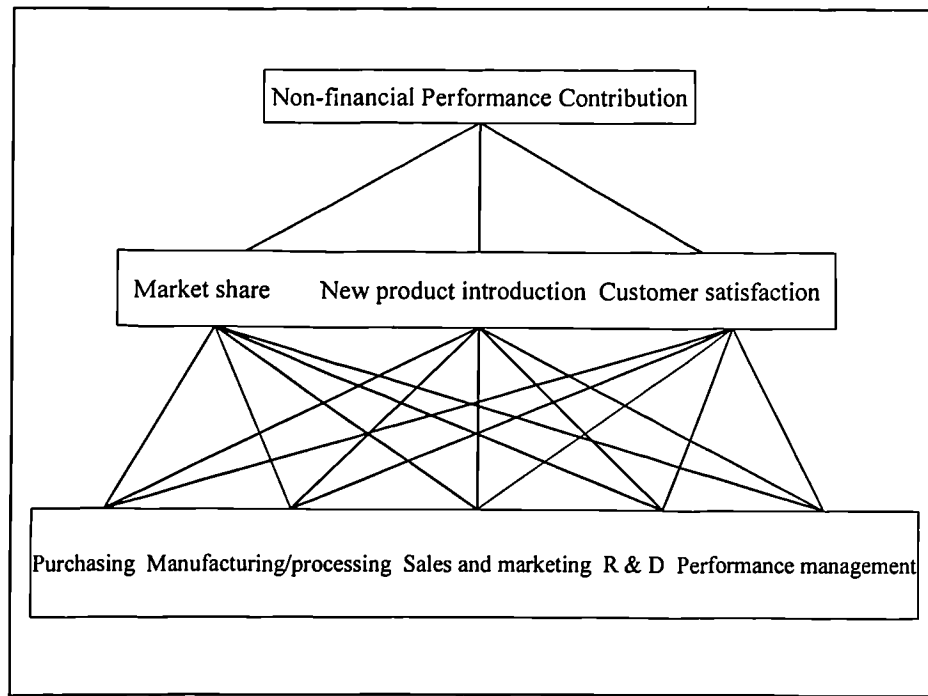 Non-financial Performance Contribution
Market share New product introduction Customer satisfaction
Purchasing Manufacturing/processing Sales and marketing R & D Performance management